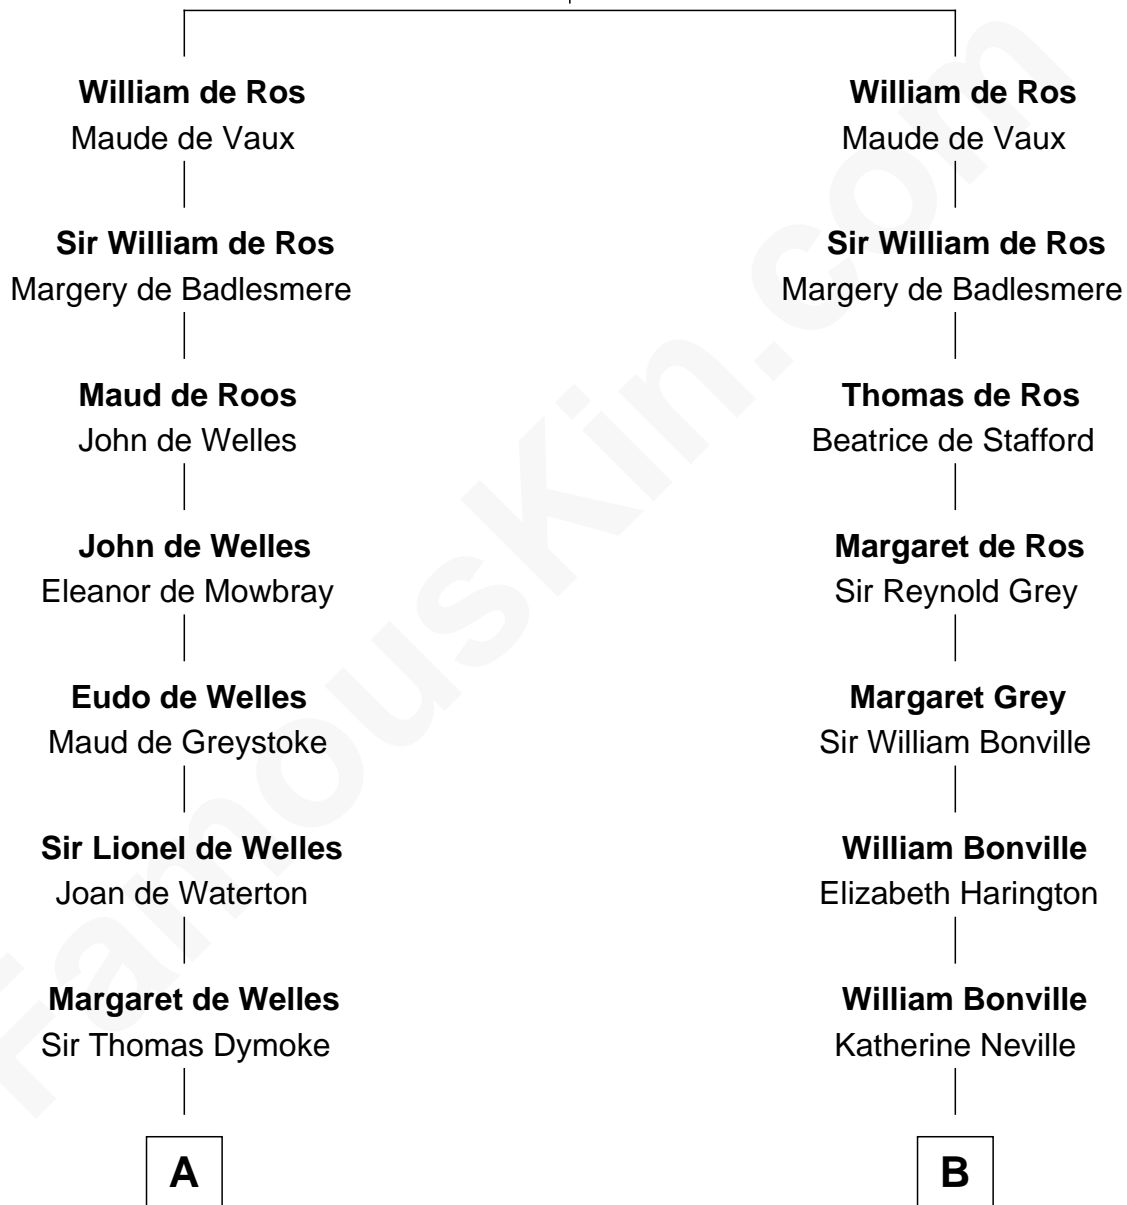 William de Ros
Maude de Vaux
Sir William de Ros
Margery de Badlesmere
Maud de Roos
John de Welles
John de Welles
Eleanor de Mowbray
Eudo de Welles
Maud de Greystoke
Sir Lionel de Welles
Joan de Waterton
Margaret de Welles
Sir Thomas Dymoke
A
William de Ros
Maude de Vaux
Sir William de Ros
Margery de Badlesmere
Thomas de Ros
Beatrice de Stafford
Margaret de Ros
Sir Reynold Grey
Margaret Grey
Sir William Bonville
William Bonville
Elizabeth Harington
William Bonville
Katherine Neville
B
FamousKin.com